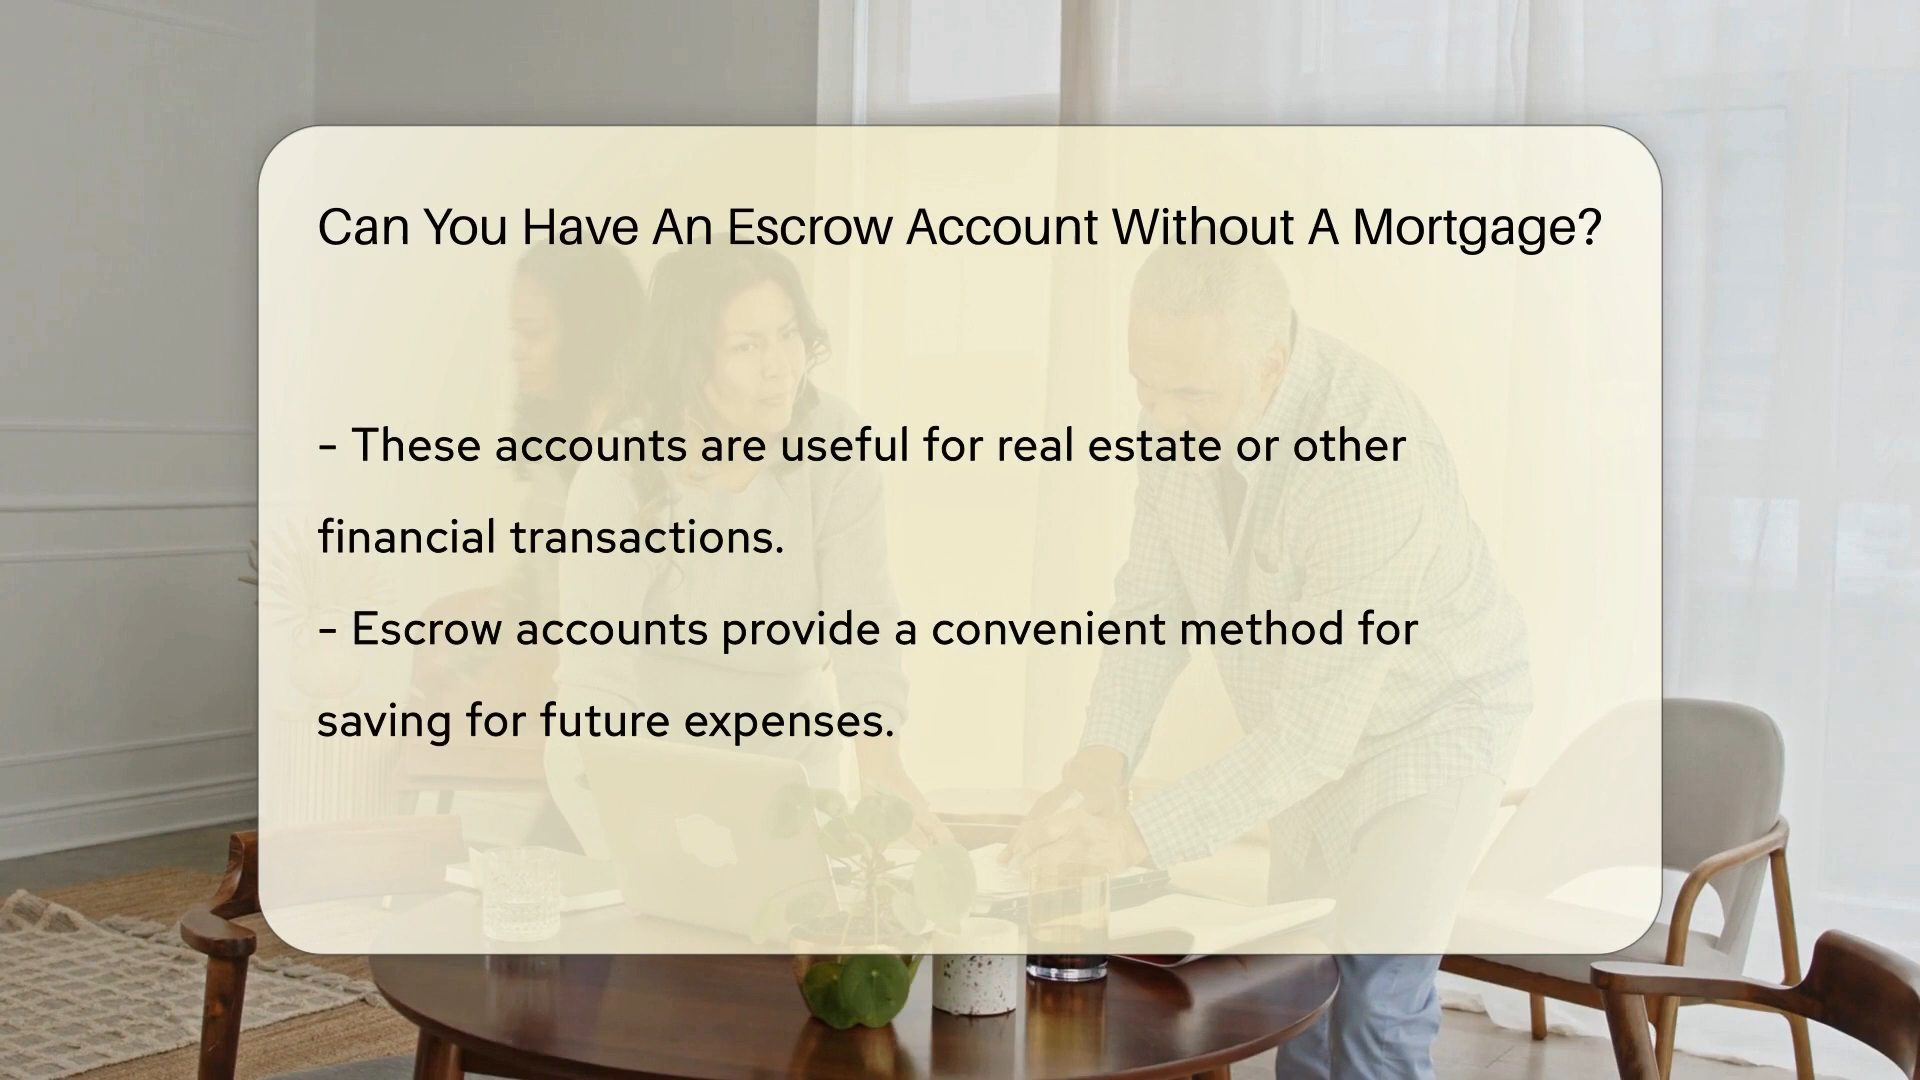 Can You Have An Escrow Account Without A Mortgage?
- These accounts are useful for real estate or other
financial transactions.
- Escrow accounts provide a convenient method for
saving for future expenses.